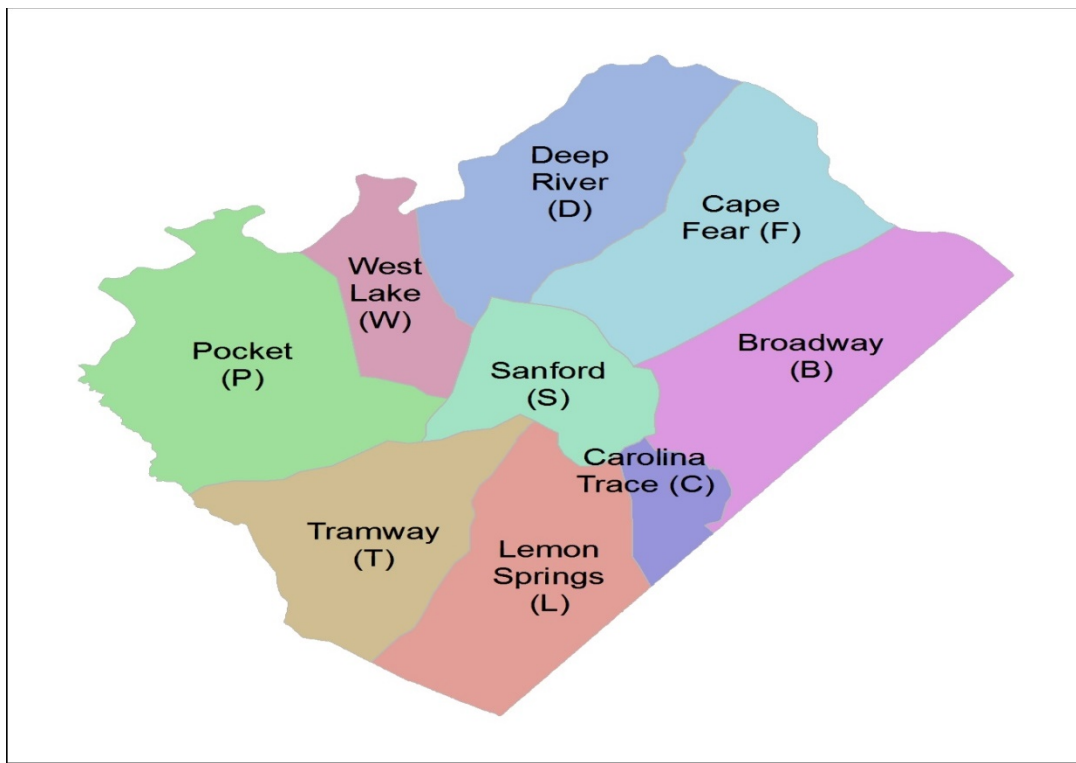 Deep
River
(D)
Cape
Fear (F)
West
Lake
(W)
Pocket
(P)
Sanford
(S)
Broadway
(B)
Carolina
Trace (C)
Tramway
(T)
Lemon
Springs
(L)